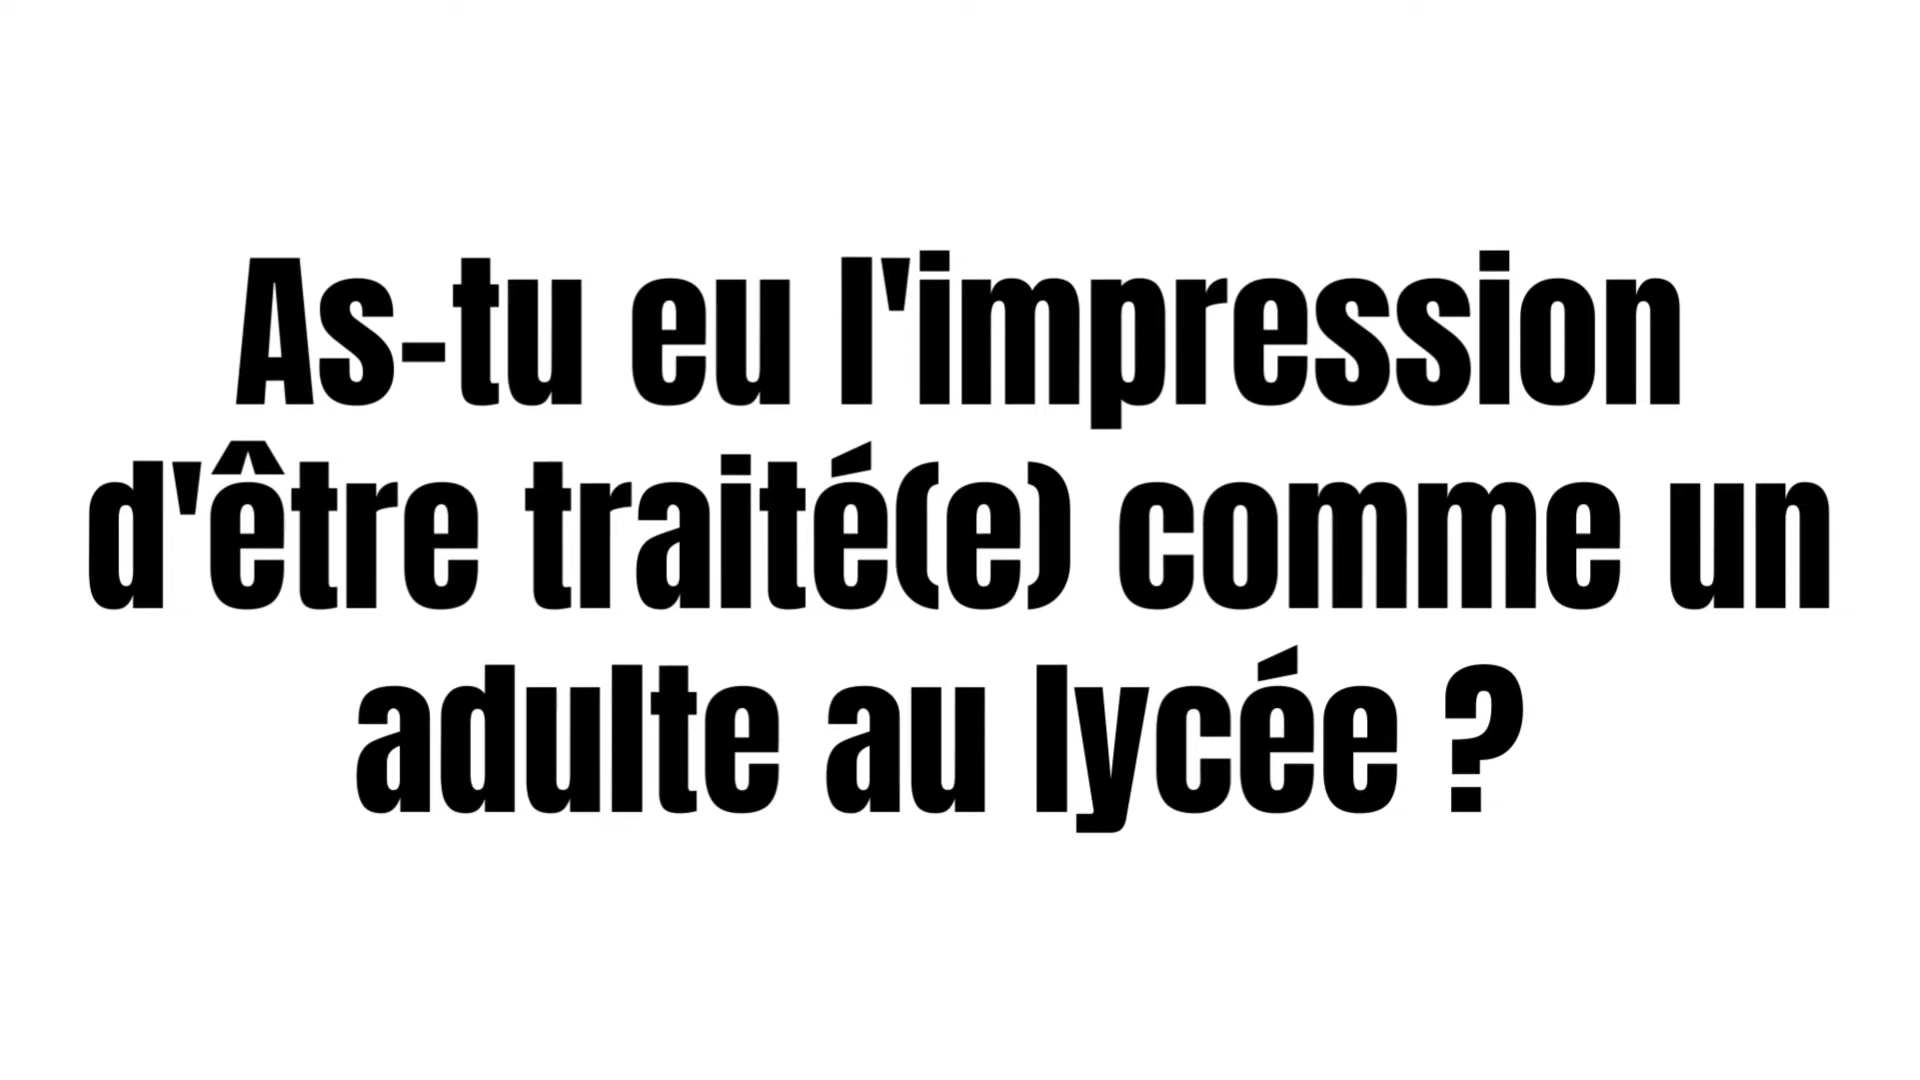 As-tu eu l'impression
d'être traité(e) comme un
adulte au lycée ?